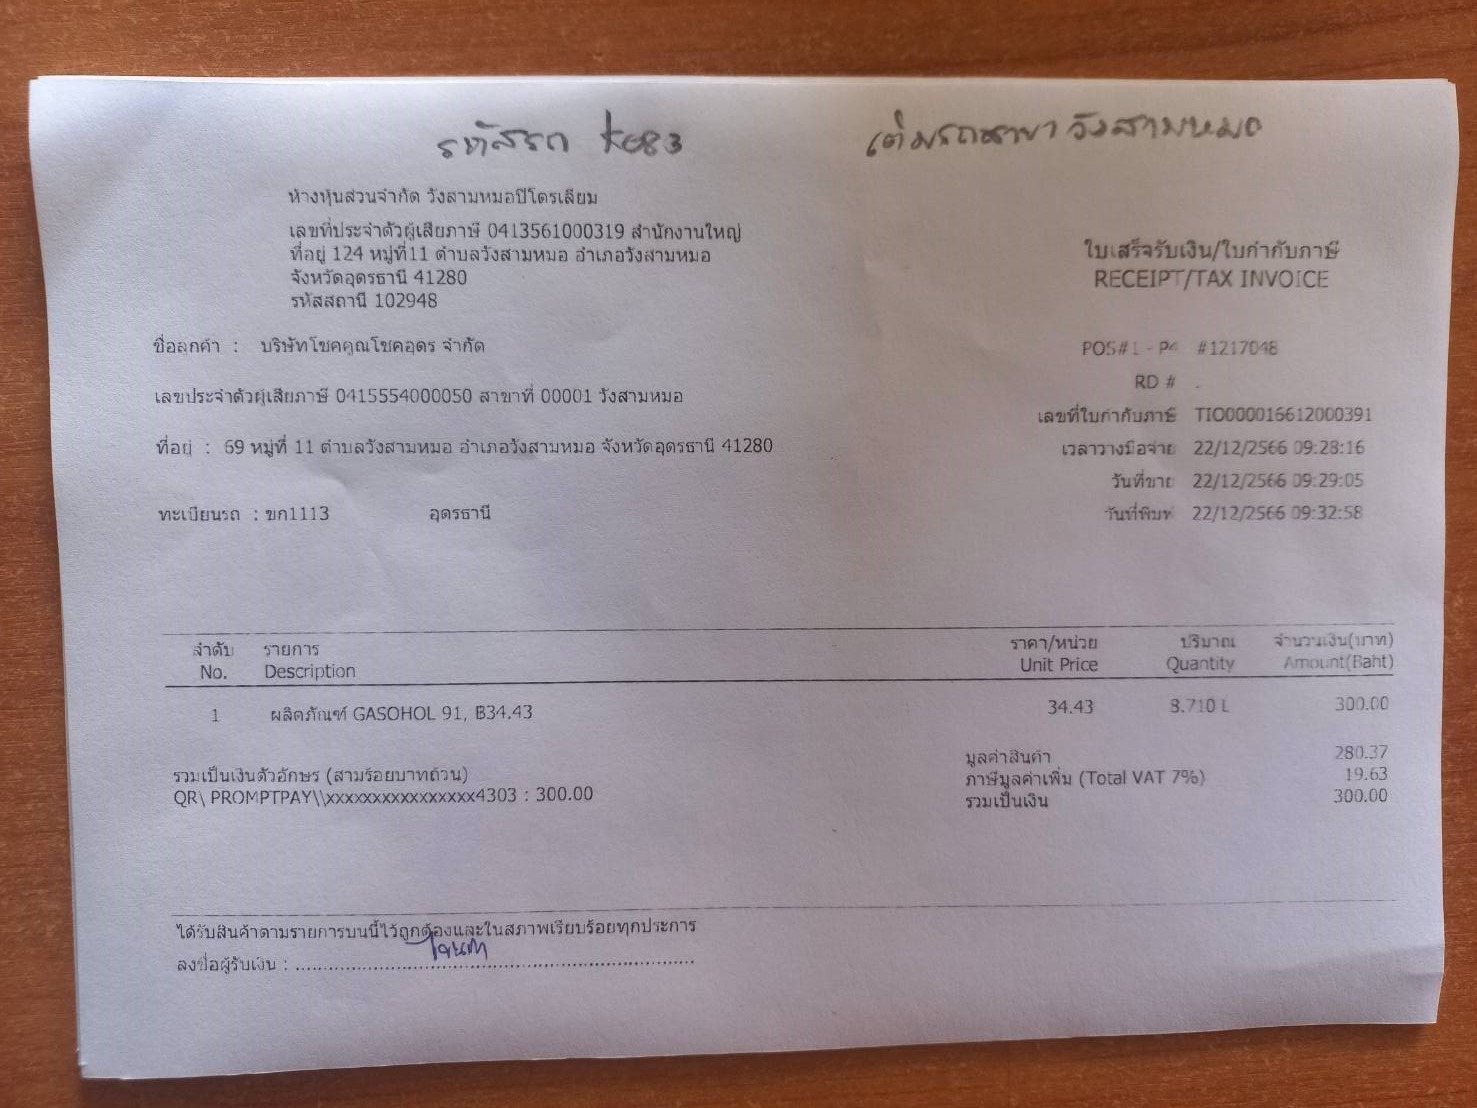 รหัสรถ k083 เติมรถสาขาวังสามหมอ
ห้างหุ้นส่วนจำกัด วังสามหมอปิโตรเลียม
เลขที่ประจำตัวผู้เสียภาษี 0413561000319 สำนักงานใหญ่
ที่อยู่ 124 หมู่ที่11 ตำบลวังสามหมอ อำเภอวังสามหมอ
จังหวัดอุดรธานี 41280
รหัสสถานี 102948
ใบเสร็จรับเงิน/ใบกำกับภาษี
RECEIPT/TAX INVOICE
ชื่อลูกค้า : บริษัทโชคคูณโชคอุดร จำกัด
เลขประจำตัวผู้เสียภาษี 0415554000050 สาขาที่ 00001 วังสามหมอ
ที่อยู่ : 69 หมู่ที่ 11 ตำบลวังสามหมอ อำเภอวังสามหมอ จังหวัดอุดรธานี 41280
ทะเบียนรถ : ขก1113 อุดรธานี
POS#1 - P4 #1217048
RD # .
เลขที่ใบกำกับภาษี TIO000016612000391
เวลาวางมือจ่าย 22/12/2566 09:28:16
วันที่ขาย 22/12/2566 09:29:05
วันที่พิมพ์ 22/12/2566 09:32:58
ลำดับ รายการ ราคา/หน่วย ปริมาณ จำนวนเงิน(บาท)
No. Description Unit Price Quantity Amount(Baht)
1 ผลิตภัณฑ์ GASOHOL 91, ฿34.43 34.43 8.710 L 300.00
มูลค่าสินค้า 280.37
รวมเป็นเงินตัวอักษร (สามร้อยบาทถ้วน) ภาษีมูลค่าเพิ่ม (Total VAT 7%) 19.63
QR\ PROMPTPAY\\xxxxxxxxxxxxxxxx4303 : 300.00 รวมเป็นเงิน 300.00
ได้รับสินค้าตามรายการบนนี้ไว้ถูกต้องและในสภาพเรียบร้อยทุกประการ
ลงชื่อผู้รับเงิน :